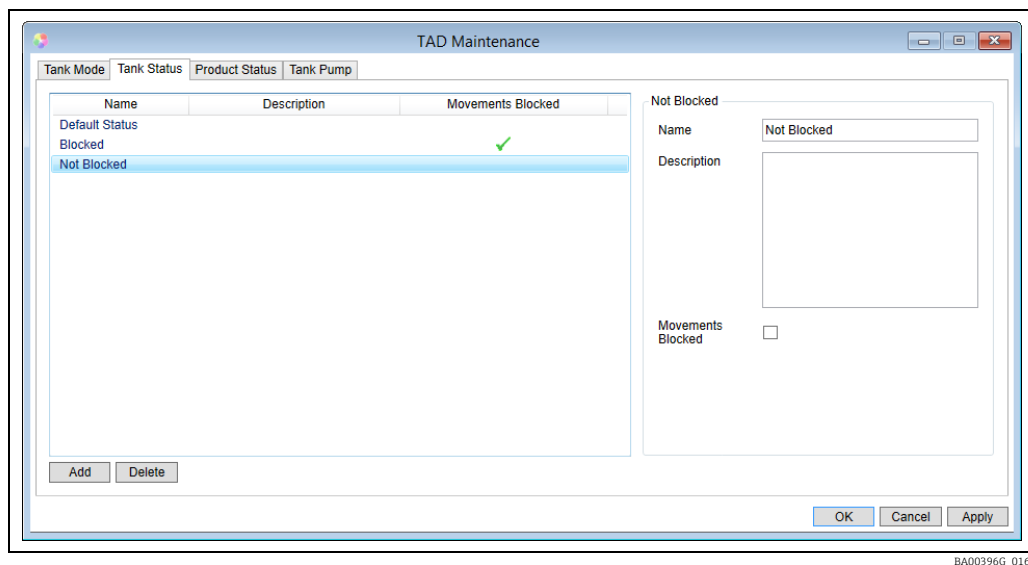 TAD Maintenance
Tank Mode Tank Status Product Status Tank Pump
Name Description Movements Blocked
Default Status
Blocked
Not Blocked
Not Blocked
Name Not Blocked
Description
Movements
Blocked
Add Delete
OK Cancel Apply
BA00396G_016